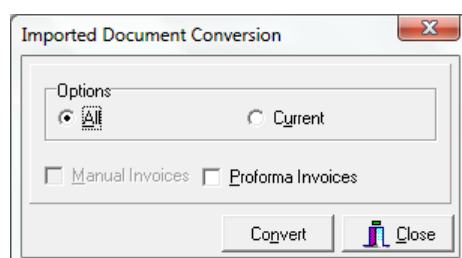 Imported Document Conversion
Options
All
Current
Manual Invoices
Proforma Invoices
Convert
Close